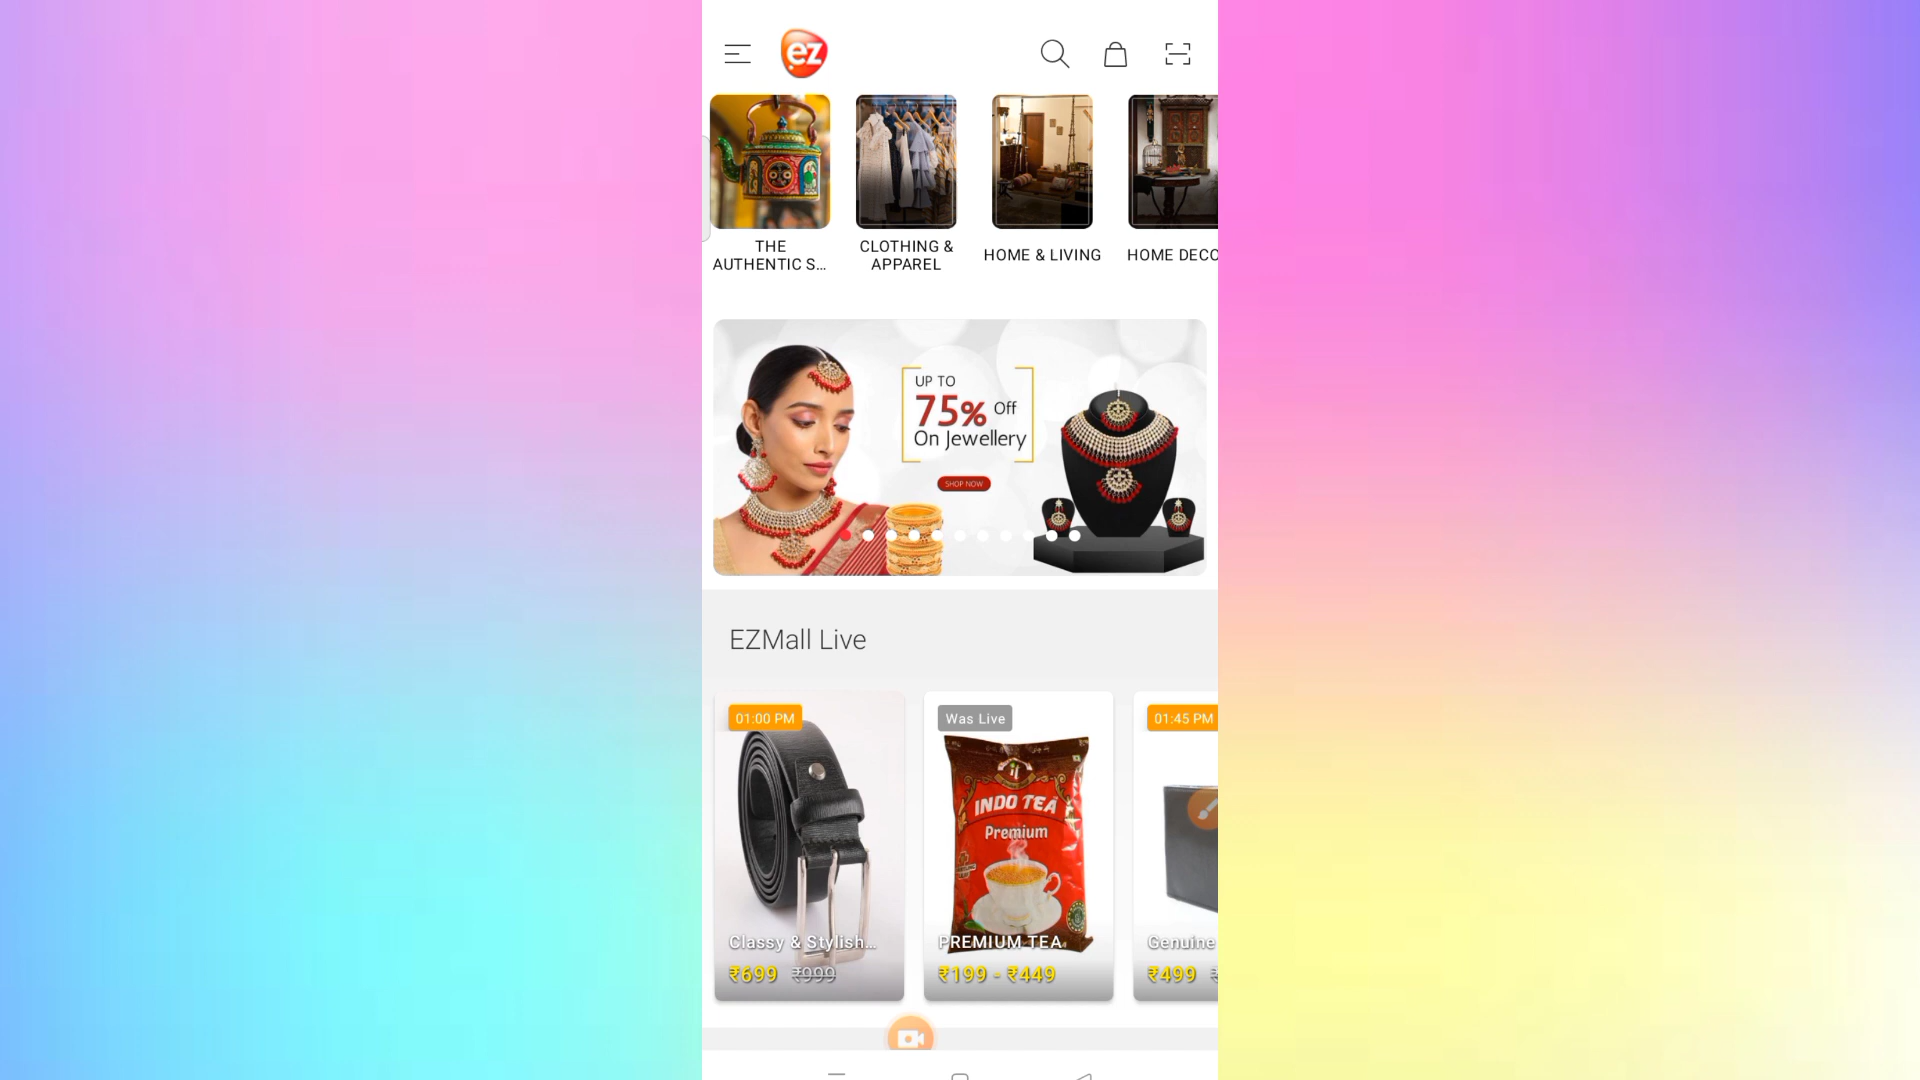 ez
THE
AUTHENTIC S...
CLOTHING &
APPAREL
HOME & LIVING
HOME DECO
UP TO
75% Off
On Jewellery
SHOP NOW
EZMall Live
01:00 PM
Classy & Stylish...
₹699 ₹999
Was Live
INDO TEA
Premium
PREMIUM TEA
₹199 - ₹449
01:45 PM
Genuine
₹499